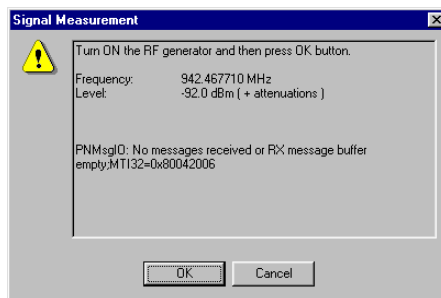 Signal Measurement
Turn ON the RF generator and then press OK button.
Frequency: 942.467710 MHz
Level: -92.0 dBm ( + attenuations )
PNMsgIO: No messages received or RX message buffer
empty;MTI32=0x80042006
OK Cancel